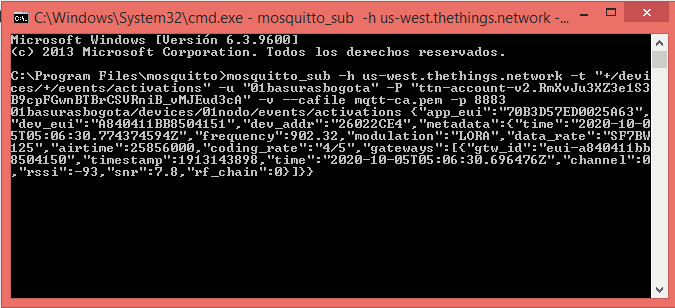 C:\Windows\System32\cmd.exe - mosquitto_sub -h us-west.thethings.network -...
Microsoft Windows [Versión 6.3.9600]
(c) 2013 Microsoft Corporation. Todos los derechos reservados.
C:\Program Files\mosquitto>mosquitto_sub -h us-west.thethings.network -t "+/devi
ces/+/events/activations" -u "01basurasbogota" -P "ttn-account-v2.RmXvJu3XZ3e1S3
B9cpFGwnBTBrCSVRniB_vMJEud3cA" -v --cafile mqtt-ca.pem -p 8883
01basurasbogota/devices/01nodo/events/activations {"app_eui":"70B3D57ED0025A63",
"dev_eui":"A840411BB8504151","dev_addr":"26022CE4","metadata":{"time":"2020-10-0
5T05:06:30.774374594Z","frequency":902.32,"modulation":"LORA","data_rate":"SF7BW
125","airtime":25856000,"coding_rate":"4/5","gateways":[{"gtw_id":"eui-a840411bb
8504150","timestamp":1913143898,"time":"2020-10-05T05:06:30.696476Z","channel":0
,"rssi":-93,"snr":7.8,"rf_chain":0}]}}